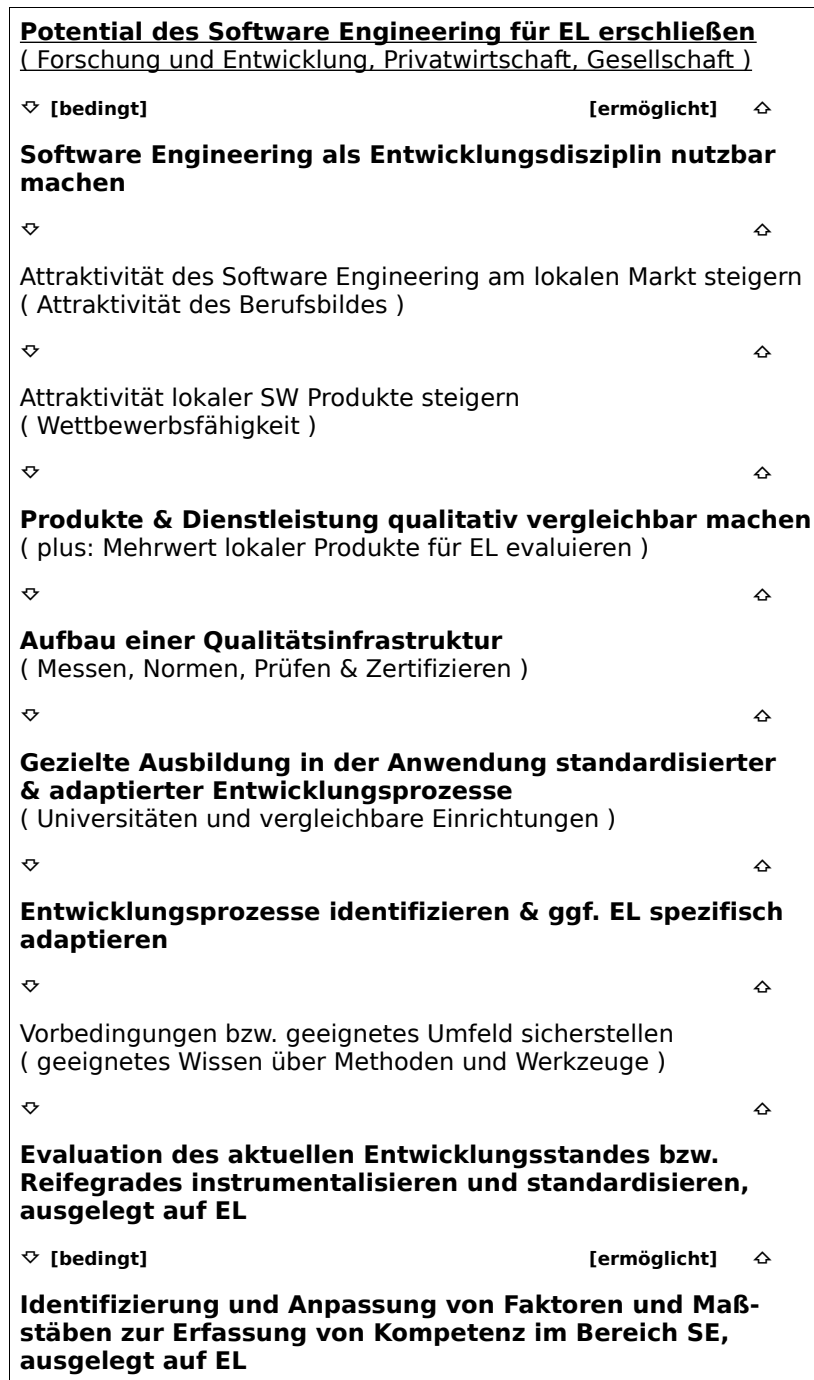 Potential des Software Engineering für EL erschließen
( Forschung und Entwicklung, Privatwirtschaft, Gesellschaft )
[bedingt] [ermöglicht]
Software Engineering als Entwicklungsdisziplin nutzbar
machen
Attraktivität des Software Engineering am lokalen Markt steigern
( Attraktivität des Berufsbildes )
Attraktivität lokaler SW Produkte steigern
( Wettbewerbsfähigkeit )
Produkte & Dienstleistung qualitativ vergleichbar machen
( plus: Mehrwert lokaler Produkte für EL evaluieren )
Aufbau einer Qualitätsinfrastruktur
( Messen, Normen, Prüfen & Zertifizieren )
Gezielte Ausbildung in der Anwendung standardisierter
& adaptierter Entwicklungsprozesse
( Universitäten und vergleichbare Einrichtungen )
Entwicklungsprozesse identifizieren & ggf. EL spezifisch
adaptieren
Vorbedingungen bzw. geeignetes Umfeld sicherstellen
( geeignetes Wissen über Methoden und Werkzeuge )
Evaluation des aktuellen Entwicklungsstandes bzw.
Reifegrades instrumentalisieren und standardisieren,
ausgelegt auf EL
[bedingt] [ermöglicht]
Identifizierung und Anpassung von Faktoren und Maß-
stäben zur Erfassung von Kompetenz im Bereich SE,
ausgelegt auf EL